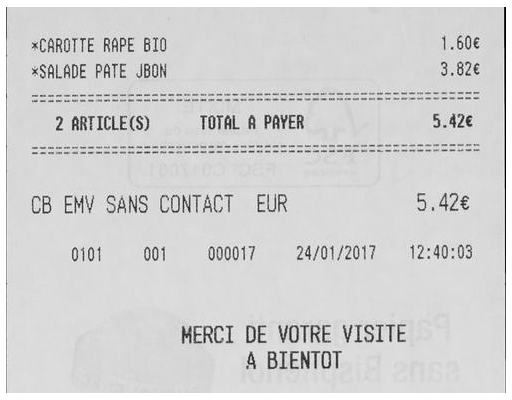 *CAROTTE RAPE BIO 1.60€
*SALADE PATE JBON 3.82€
================================================
2 ARTICLE(S) TOTAL A PAYER 5.42€
================================================
CB EMV SANS CONTACT EUR 5.42€
0101 001 000017 24/01/2017 12:40:03
MERCI DE VOTRE VISITE
A BIENTOT